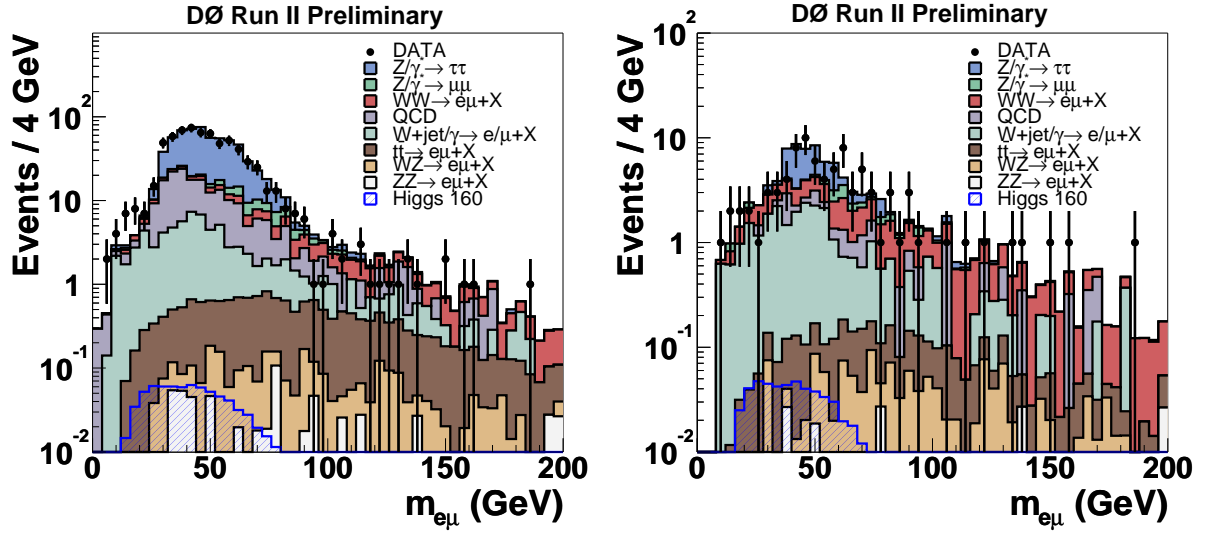 DØ Run II Preliminary
Events / 4 GeV
10²
10
1
10⁻¹
10⁻²
DATA
Z/γ* → ττ
Z/γ* → μμ
WW → eμ+X
QCD
W+jet/γ → e/μ+X
tt → eμ+X
WZ → eμ+X
ZZ → eμ+X
Higgs 160
0 50 100 150 200
m_eμ (GeV)
DØ Run II Preliminary
Events / 4 GeV
10²
10
1
10⁻¹
10⁻²
DATA
Z/γ* → ττ
Z/γ* → μμ
WW → eμ+X
QCD
W+jet/γ → e/μ+X
tt → eμ+X
WZ → eμ+X
ZZ → eμ+X
Higgs 160
0 50 100 150 200
m_eμ (GeV)